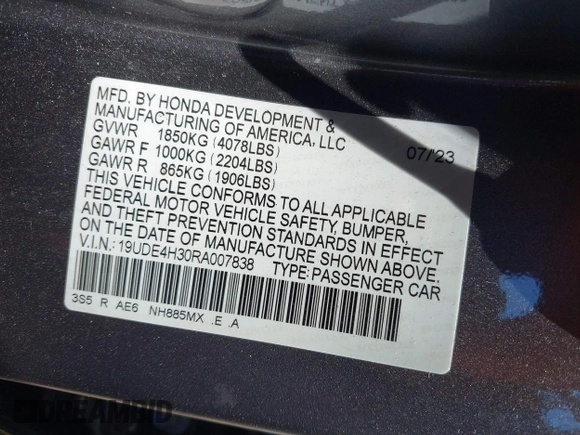 MFD. BY HONDA DEVELOPMENT &
MANUFACTURING OF AMERICA, LLC
GVWR 1850KG (4078LBS) 07/'23
GAWR F 1000KG (2204LBS)
GAWR R 865KG (1906LBS)
THIS VEHICLE CONFORMS TO ALL APPLICABLE
FEDERAL MOTOR VEHICLE SAFETY, BUMPER,
AND THEFT PREVENTION STANDARDS IN EFFECT
ON THE DATE OF MANUFACTURE SHOWN ABOVE.
V.I.N.: 19UDE4H30RA007838 TYPE: PASSENGER CAR
3S5 R AE6 NH885MX .E .A
DREAMBID